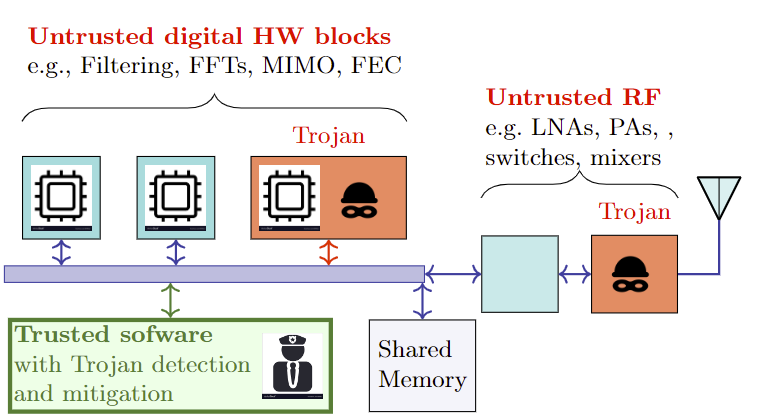 Untrusted digital HW blocks
e.g., Filtering, FFTs, MIMO, FEC
Trojan
Untrusted RF
e.g. LNAs, PAs, ,
switches, mixers
Trojan
Trusted sofware
with Trojan detection
and mitigation
Shared
Memory